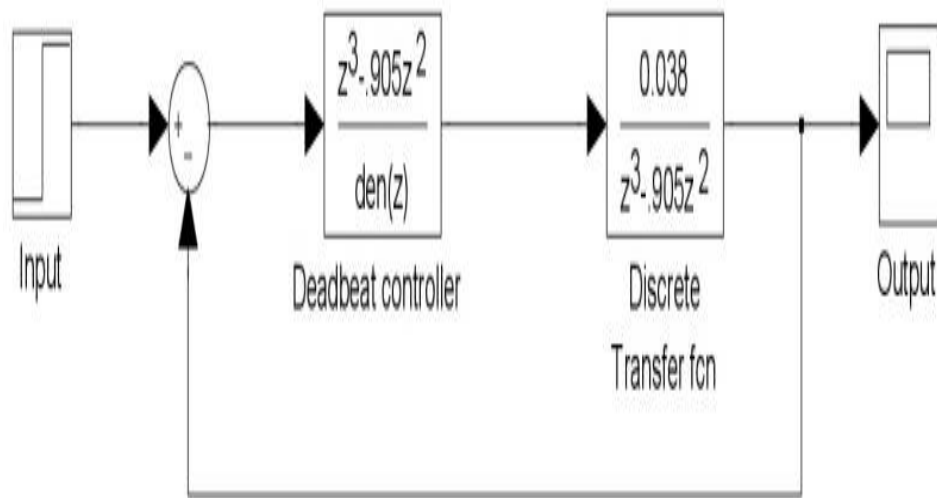 z³-.905z²
den(z)
0.038
z³-.905z²
+
-
Input
Deadbeat controller
Discrete
Transfer fcn
Output